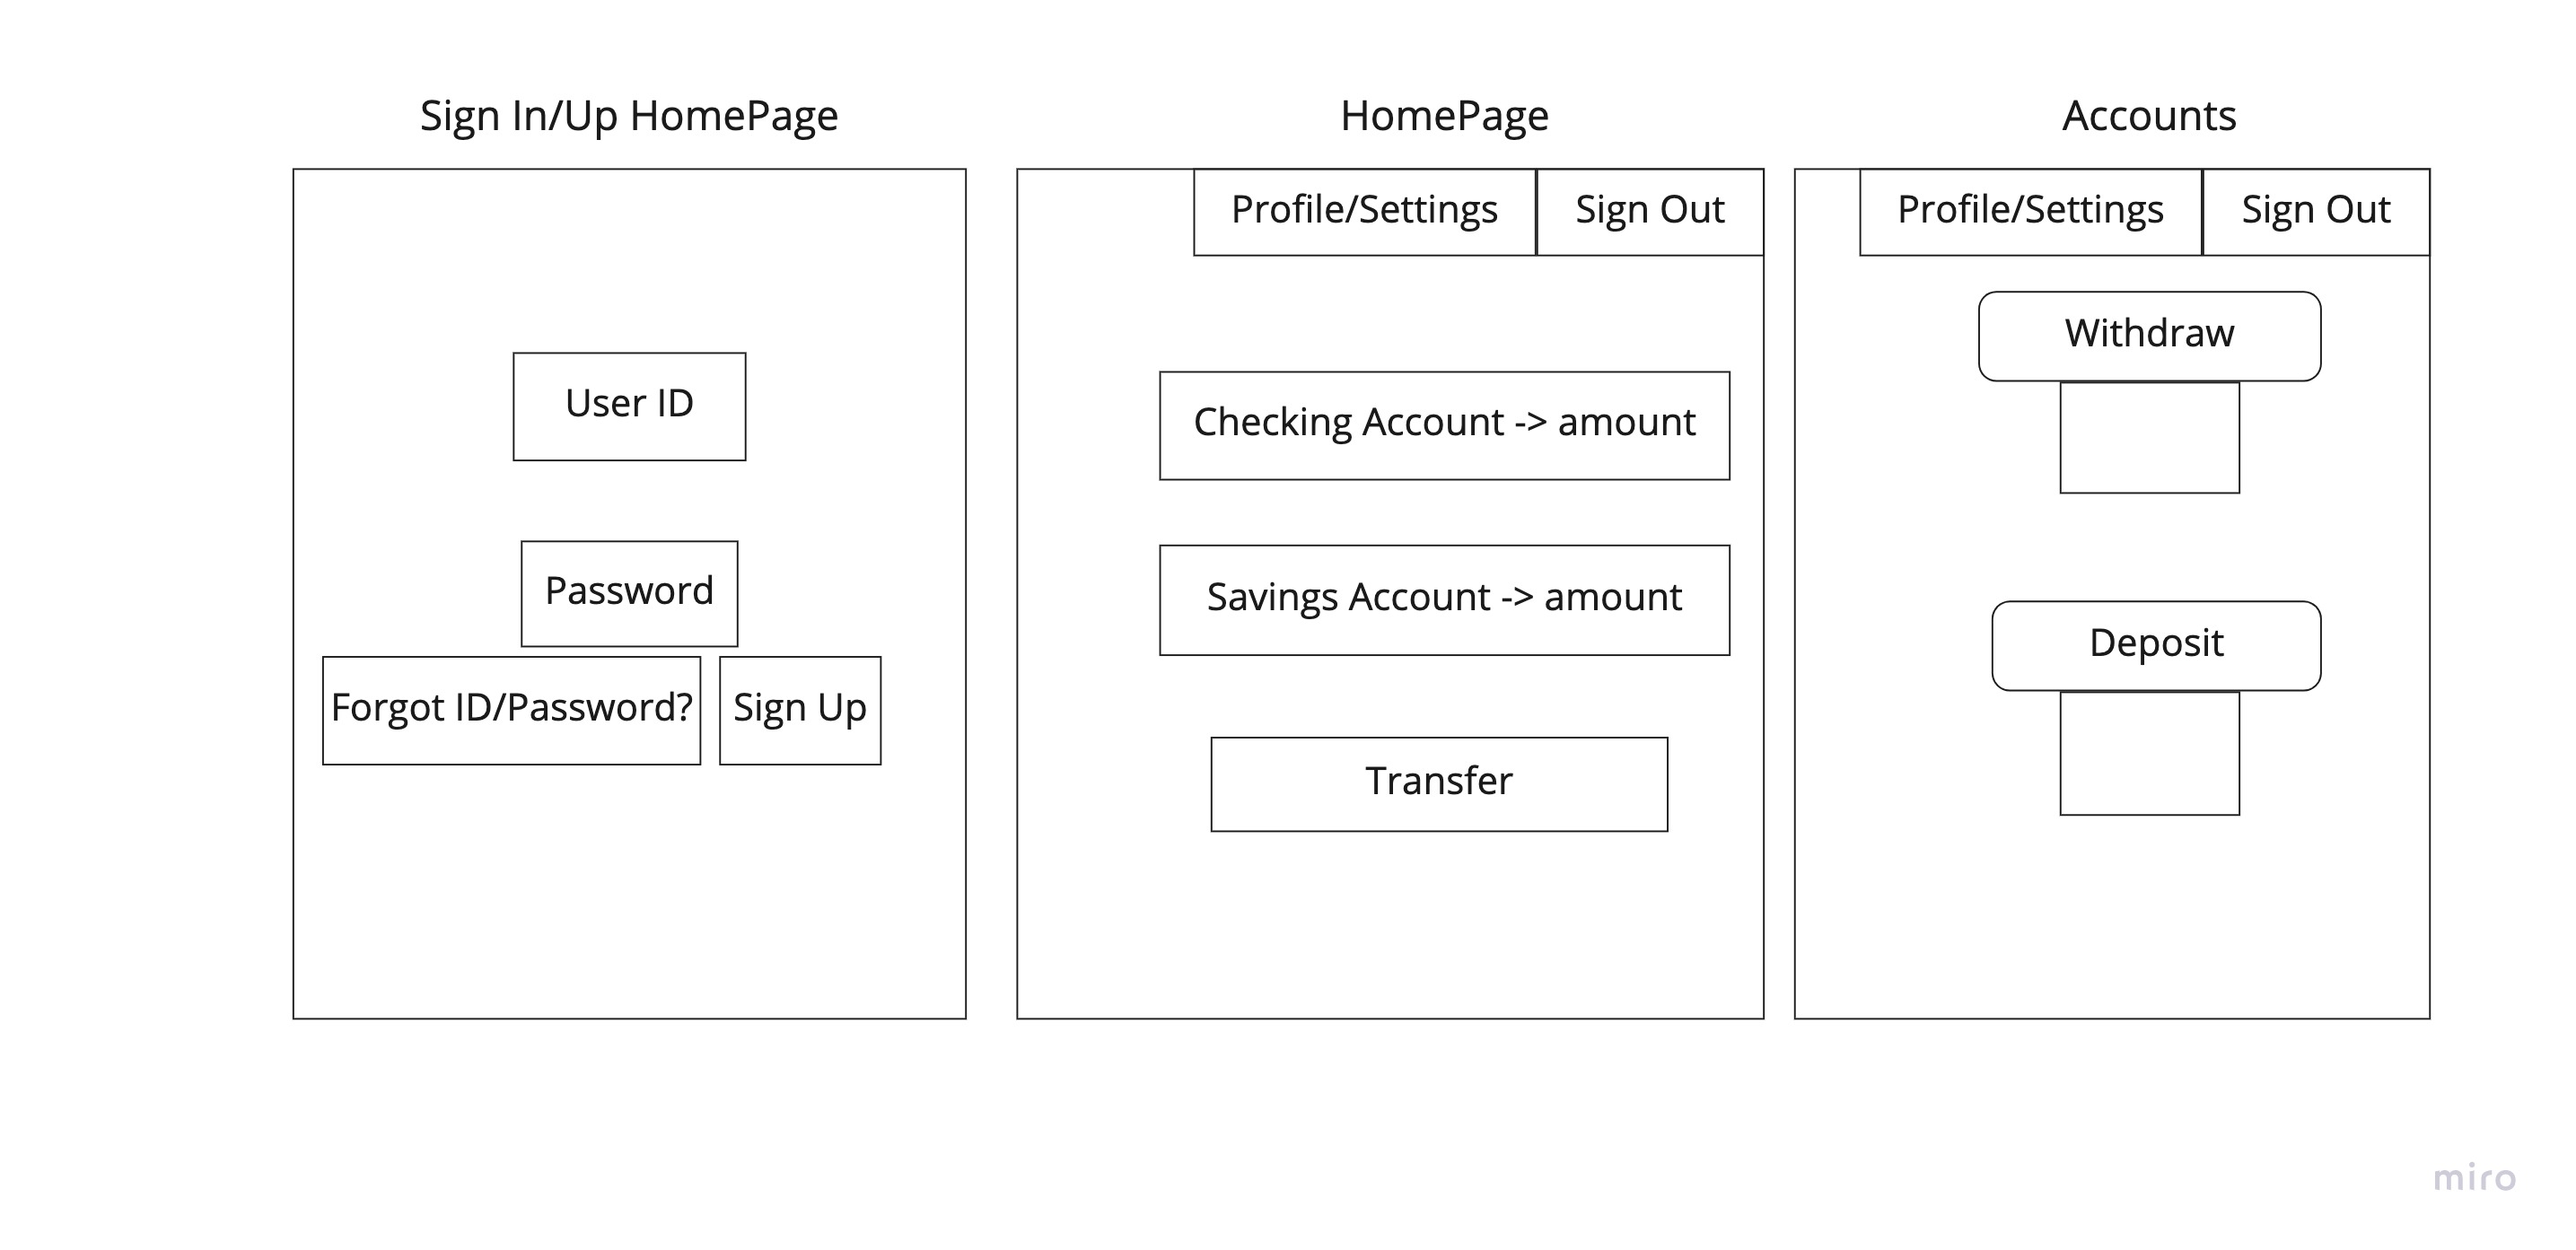 Sign In/Up HomePage
User ID
Password
Forgot ID/Password?
Sign Up
HomePage
Profile/Settings
Sign Out
Checking Account -> amount
Savings Account -> amount
Transfer
Accounts
Profile/Settings
Sign Out
Withdraw
Deposit
miro